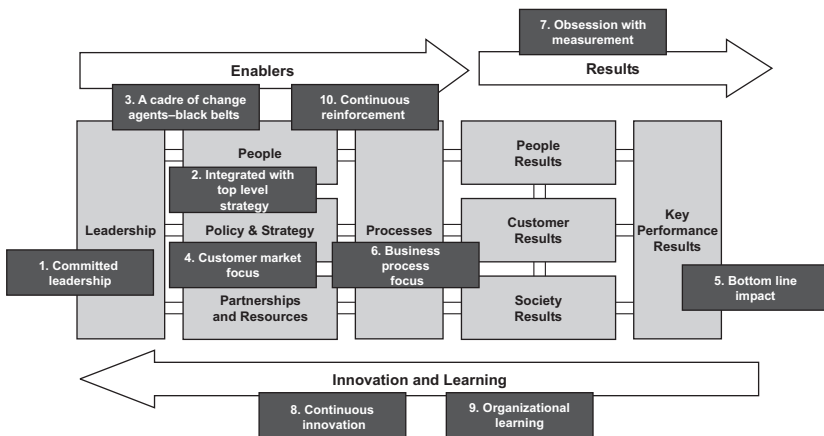 7. Obsession with
measurement
Enablers
Results
3. A cadre of change
agents–black belts
10. Continuous
reinforcement
People
2. Integrated with
top level
strategy
Leadership
Policy & Strategy
Processes
People
Results
Customer
Results
Key
Performance
Results
1. Committed
leadership
4. Customer market
focus
6. Business
process
focus
5. Bottom line
impact
Partnerships
and Resources
Society
Results
Innovation and Learning
8. Continuous
innovation
9. Organizational
learning